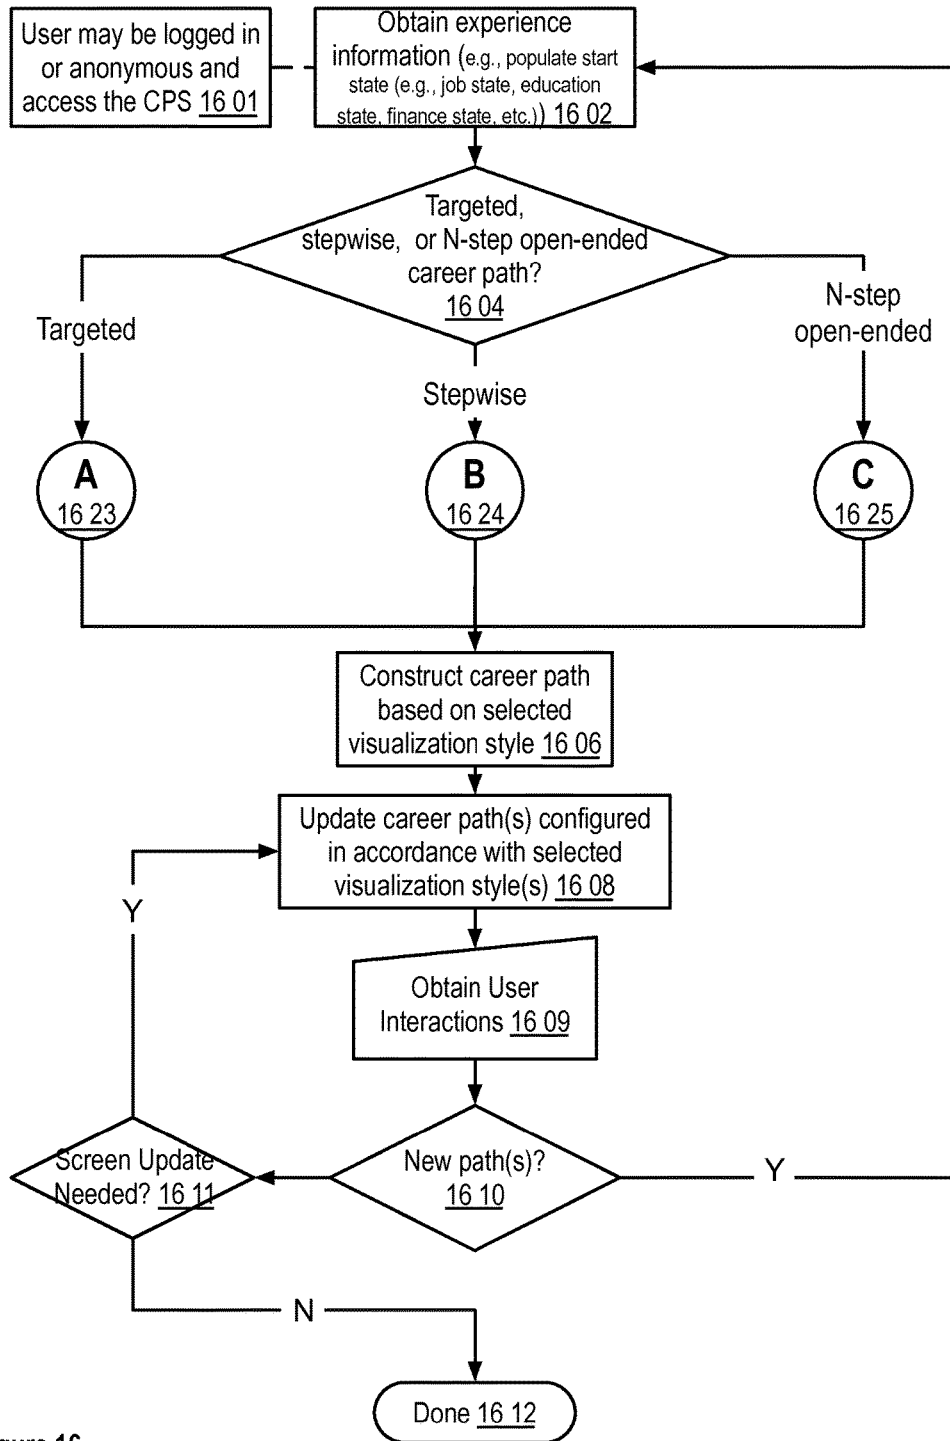 User may be logged in
or anonymous and
access the CPS 16 01
Obtain experience
information (e.g., populate start
state (e.g., job state, education
state, finance state, etc.)) 16 02
Targeted,
stepwise, or N-step open-ended
career path?
16 04
Targeted
Stepwise
N-step
open-ended
A
16 23
B
16 24
C
16 25
Construct career path
based on selected
visualization style 16 06
Update career path(s) configured
in accordance with selected
visualization style(s) 16 08
Y
Obtain User
Interactions 16 09
Screen Update
Needed? 16 11
New path(s)?
16 10
Y
N
Done 16 12